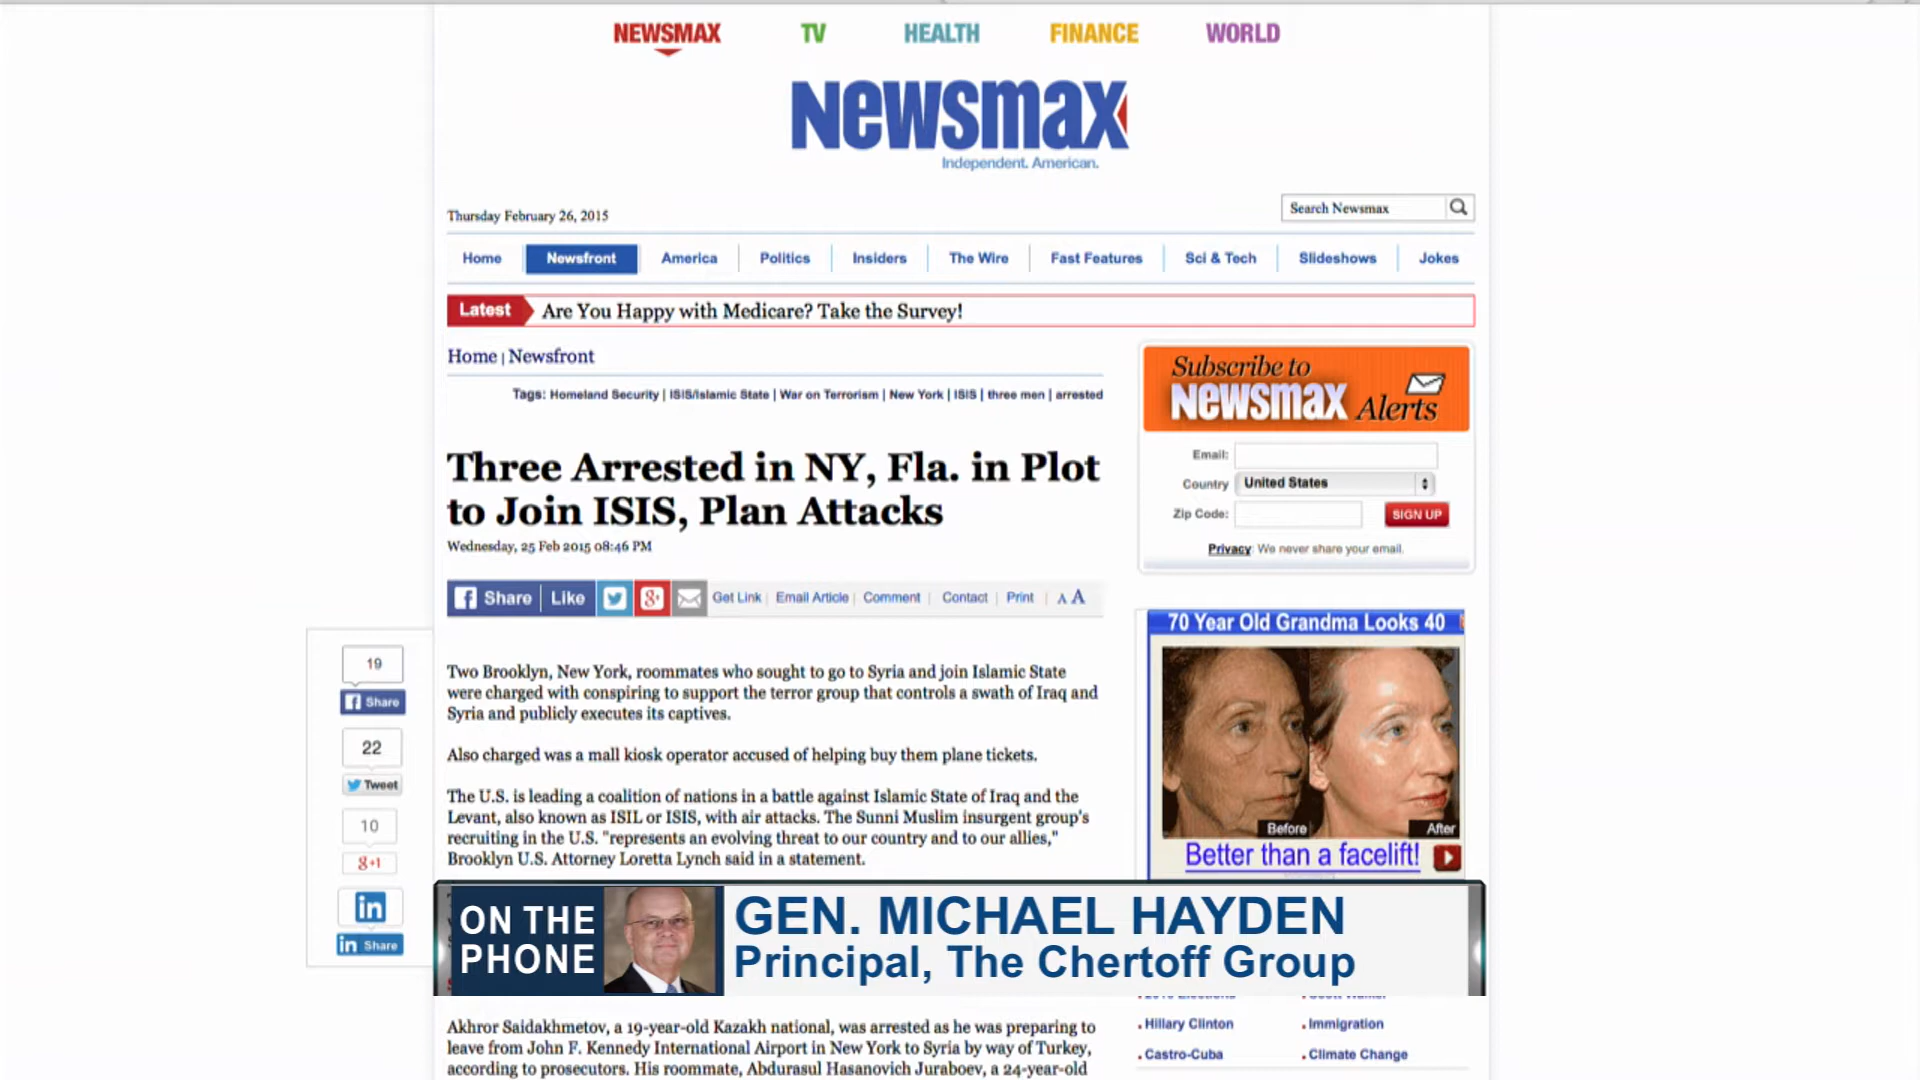 NEWSMAX TV HEALTH FINANCE WORLD
Newsmax
Independent. American.
Thursday February 26, 2015
Search Newsmax
Home Newsfront America Politics Insiders The Wire Fast Features Sci & Tech Slideshows Jokes
Latest Are You Happy with Medicare? Take the Survey!
Home | Newsfront
Tags: Homeland Security | ISIS/Islamic State | War on Terrorism | New York | ISIS | three men | arrested
Three Arrested in NY, Fla. in Plot
to Join ISIS, Plan Attacks
Wednesday, 25 Feb 2015 08:46 PM
Share Like Get Link Email Article Comment Contact Print A A
19
Share
22
Tweet
10
g+1
in
in Share
Two Brooklyn, New York, roommates who sought to go to Syria and join Islamic State
were charged with conspiring to support the terror group that controls a swath of Iraq and
Syria and publicly executes its captives.
Also charged was a mall kiosk operator accused of helping buy them plane tickets.
The U.S. is leading a coalition of nations in a battle against Islamic State of Iraq and the
Levant, also known as ISIL or ISIS, with air attacks. The Sunni Muslim insurgent group's
recruiting in the U.S. "represents an evolving threat to our country and to our allies,"
Brooklyn U.S. Attorney Loretta Lynch said in a statement.
Subscribe to
Newsmax Alerts
Email:
Country United States
Zip Code: SIGN UP
Privacy: We never share your email.
70 Year Old Grandma Looks 40
Before After
Better than a facelift!
ON THE
PHONE
GEN. MICHAEL HAYDEN
Principal, The Chertoff Group
Akhror Saidakhmetov, a 19-year-old Kazakh national, was arrested as he was preparing to
leave from John F. Kennedy International Airport in New York to Syria by way of Turkey,
according to prosecutors. His roommate, Abdurasul Hasanovich Juraboev, a 24-year-old
Hillary Clinton Immigration
Castro-Cuba Climate Change